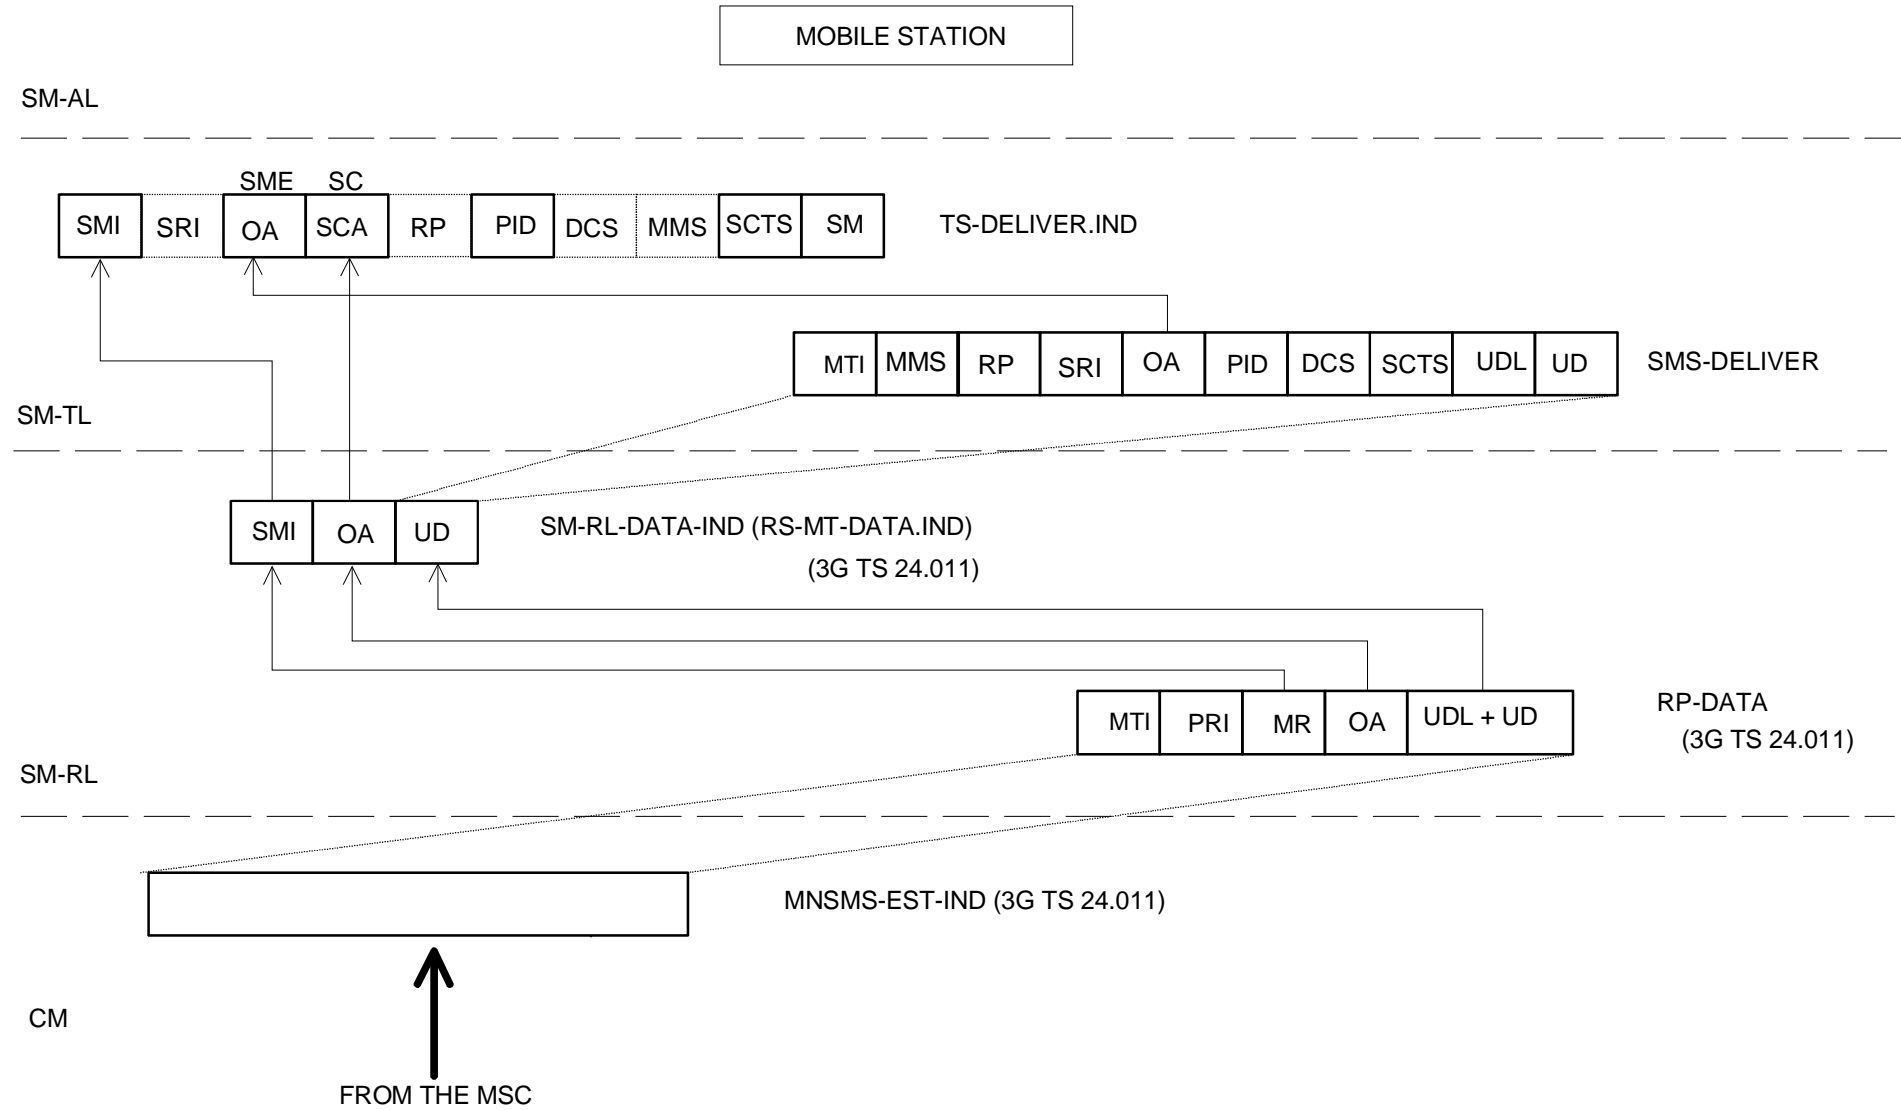 MOBILE STATION
SM-AL
SME SC
SMI SRI OA SCA RP PID DCS MMS SCTS SM TS-DELIVER.IND
MTI MMS RP SRI OA PID DCS SCTS UDL UD SMS-DELIVER
SM-TL
SMI OA UD SM-RL-DATA-IND (RS-MT-DATA.IND)
(3G TS 24.011)
MTI PRI MR OA UDL + UD RP-DATA
(3G TS 24.011)
SM-RL
MNSMS-EST-IND (3G TS 24.011)
CM
FROM THE MSC